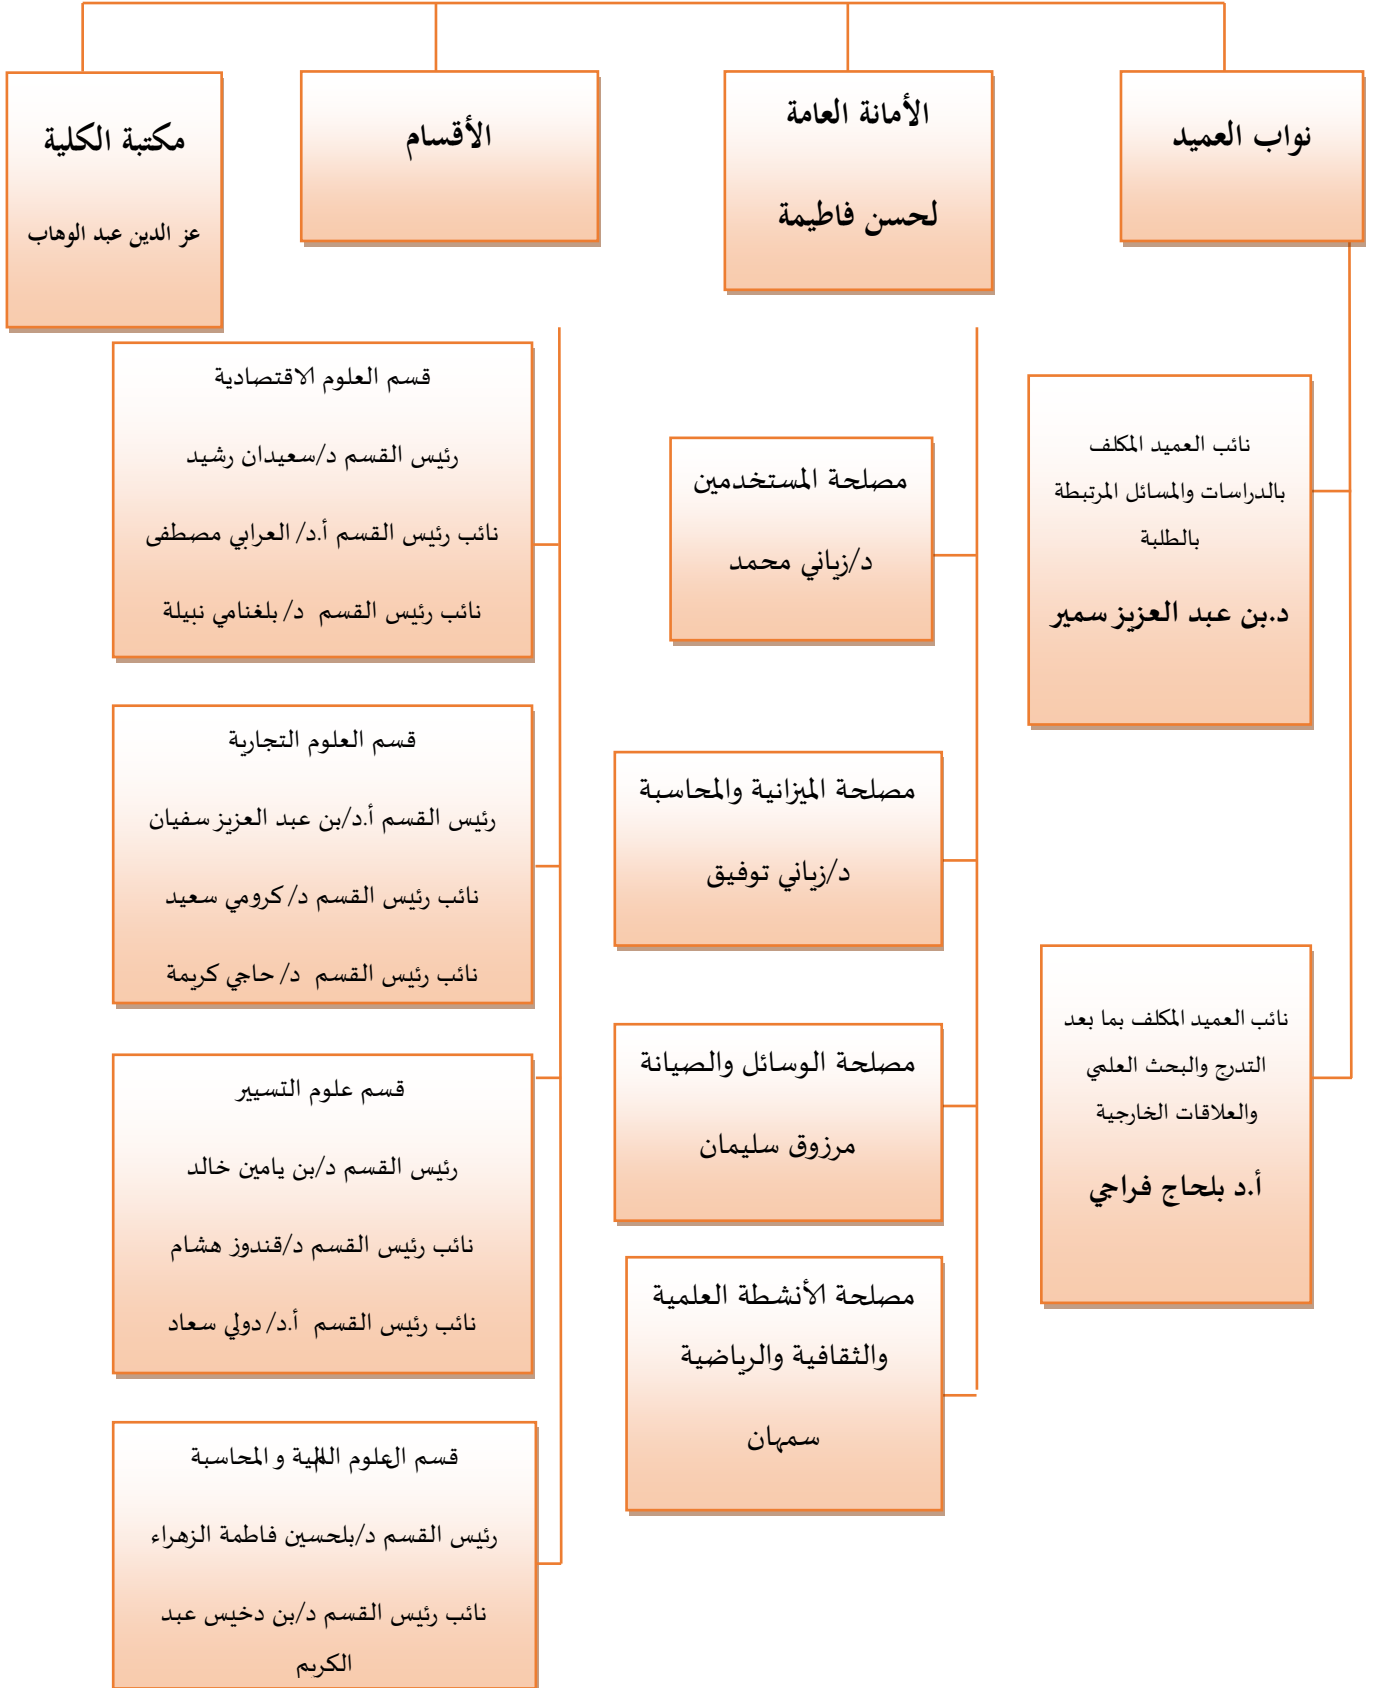 نواب العميد
الأمانة العامة
لحسن فاطيمة
الأقسام
مكتبة الكلية
عز الدين عبد الوهاب
نائب العميد المكلف
بالدراسات والمسائل المرتبطة
بالطلبة
د.بن عبد العزيز سمير
نائب العميد المكلف بما بعد
التدرج والبحث العلمي
والعلاقات الخارجية
أ.د بلحاج فراجي
مصلحة المستخدمين
د/زياني محمد
مصلحة الميزانية والمحاسبة
د/زياني توفيق
مصلحة الوسائل والصيانة
مرزوق سليمان
مصلحة الأنشطة العلمية
والثقافية والرياضية
سمهان
قسم العلوم الاقتصادية
رئيس القسم د/سعيدان رشيد
نائب رئيس القسم أ.د/ العرابي مصطفى
نائب رئيس القسم د/ بلغنامي نبيلة
قسم العلوم التجارية
رئيس القسم أ.د/بن عبد العزيز سفيان
نائب رئيس القسم د/ كرومي سعيد
نائب رئيس القسم د/ حاجي كريمة
قسم علوم التسيير
رئيس القسم د/بن يامين خالد
نائب رئيس القسم د/قندوز هشام
نائب رئيس القسم أ.د/ دولي سعاد
قسم العلوم المالية و المحاسبة
رئيس القسم د/بلحسين فاطمة الزهراء
نائب رئيس القسم د/بن دخيس عبد
الكريم